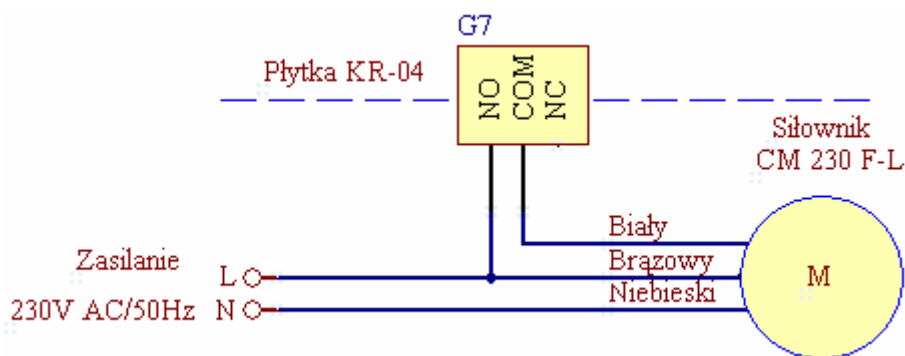 G7
Płytka KR-04
NO
COM
NC
Siłownik
CM 230 F-L
Biały
Zasilanie
L
Brązowy
M
230V AC/50Hz
N
Niebieski